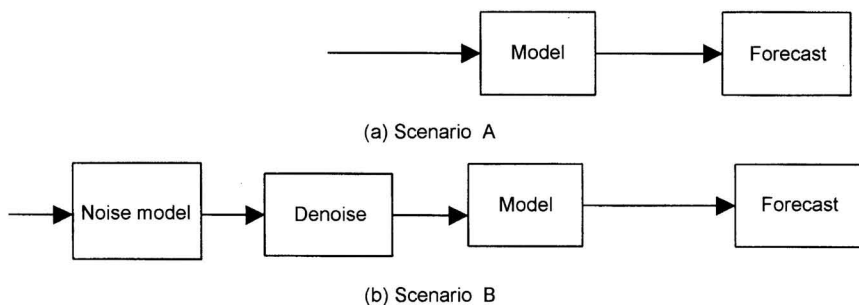 Model
Forecast
(a) Scenario A
Noise model
Denoise
Model
Forecast
(b) Scenario B